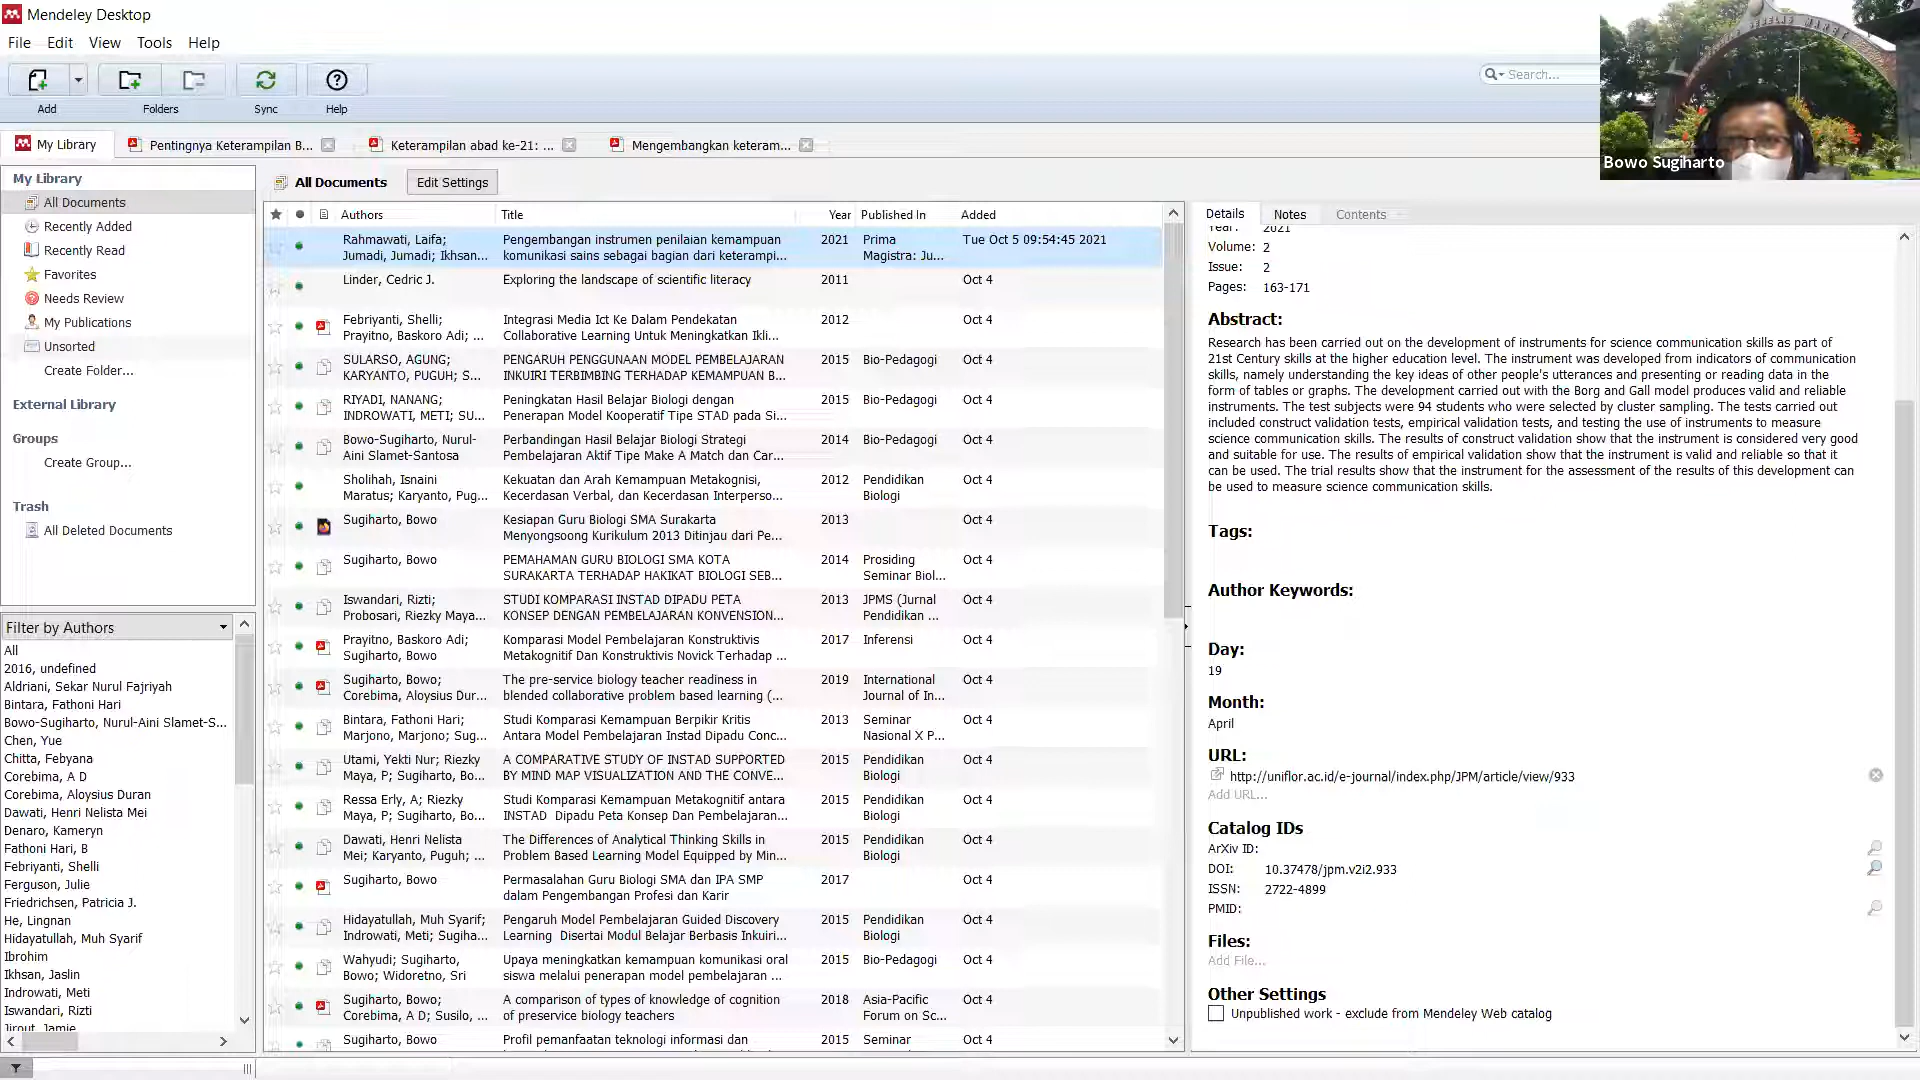 Mendeley Desktop
File Edit View Tools Help
Add Folders Sync Help
Search...
SEBELAS MARET
Bowo Sugiharto
My Library Pentingnya Keterampilan B... Keterampilan abad ke-21: ... Mengembangkan keteram...
My Library
All Documents
Recently Added
Recently Read
Favorites
Needs Review
My Publications
Unsorted
Create Folder...
External Library
Groups
Create Group...
Trash
All Deleted Documents
Filter by Authors
All
2016, undefined
Aldriani, Sekar Nurul Fajriyah
Bintara, Fathoni Hari
Bowo-Sugiharto, Nurul-Aini Slamet-S...
Chen, Yue
Chitta, Febyana
Corebima, A D
Corebima, Aloysius Duran
Dawati, Henri Nelista Mei
Denaro, Kameryn
Fathoni Hari, B
Febriyanti, Shelli
Ferguson, Julie
Friedrichsen, Patricia J.
He, Lingnan
Hidayatullah, Muh Syarif
Ibrohim
Ikhsan, Jaslin
Indrowati, Meti
Iswandari, Rizti
Jirout, Jamie
All Documents Edit Settings
Authors Title Year Published In Added
Rahmawati, Laifa; Pengembangan instrumen penilaian kemampuan 2021 Prima Tue Oct 5 09:54:45 2021
Jumadi, Jumadi; Ikhsan... komunikasi sains sebagai bagian dari keterampi... Magistra: Ju...
Linder, Cedric J. Exploring the landscape of scientific literacy 2011 Oct 4
Febriyanti, Shelli; Integrasi Media Ict Ke Dalam Pendekatan 2012 Oct 4
Prayitno, Baskoro Adi; ... Collaborative Learning Untuk Meningkatkan Ikli...
SULARSO, AGUNG; PENGARUH PENGGUNAAN MODEL PEMBELAJARAN 2015 Bio-Pedagogi Oct 4
KARYANTO, PUGUH; S... INKUIRI TERBIMBING TERHADAP KEMAMPUAN B...
RIYADI, NANANG; Peningkatan Hasil Belajar Biologi dengan 2015 Bio-Pedagogi Oct 4
INDROWATI, METI; SU... Penerapan Model Kooperatif Tipe STAD pada Si...
Bowo-Sugiharto, Nurul- Perbandingan Hasil Belajar Biologi Strategi 2014 Bio-Pedagogi Oct 4
Aini Slamet-Santosa Pembelajaran Aktif Tipe Make A Match dan Car...
Sholihah, Isnaini Kekuatan dan Arah Kemampuan Metakognisi, 2012 Pendidikan Oct 4
Maratus; Karyanto, Pug... Kecerdasan Verbal, dan Kecerdasan Interperso... Biologi
Sugiharto, Bowo Kesiapan Guru Biologi SMA Surakarta 2013 Oct 4
Menyongsoong Kurikulum 2013 Ditinjau dari Pe...
Sugiharto, Bowo PEMAHAMAN GURU BIOLOGI SMA KOTA 2014 Prosiding Oct 4
SURAKARTA TERHADAP HAKIKAT BIOLOGI SEB... Seminar Biol...
Iswandari, Rizti; STUDI KOMPARASI INSTAD DIPADU PETA 2013 JPMS (Jurnal Oct 4
Probosari, Riezky Maya... KONSEP DENGAN PEMBELAJARAN KONVENSION... Pendidikan ...
Prayitno, Baskoro Adi; Komparasi Model Pembelajaran Konstruktivis 2017 Inferensi Oct 4
Sugiharto, Bowo Metakognitif Dan Konstruktivis Novick Terhadap ...
Sugiharto, Bowo; The pre-service biology teacher readiness in 2019 International Oct 4
Corebima, Aloysius Dur... blended collaborative problem based learning (... Journal of In...
Bintara, Fathoni Hari; Studi Komparasi Kemampuan Berpikir Kritis 2013 Seminar Oct 4
Marjono, Marjono; Sug... Antara Model Pembelajaran Instad Dipadu Conc... Nasional X P...
Utami, Yekti Nur; Riezky A COMPARATIVE STUDY OF INSTAD SUPPORTED 2015 Pendidikan Oct 4
Maya, P; Sugiharto, Bo... BY MIND MAP VISUALIZATION AND THE CONVE... Biologi
Ressa Erly, A; Riezky Studi Komparasi Kemampuan Metakognitif antara 2015 Pendidikan Oct 4
Maya, P; Sugiharto, Bo... INSTAD Dipadu Peta Konsep Dan Pembelajaran... Biologi
Dawati, Henri Nelista The Differences of Analytical Thinking Skills in 2015 Pendidikan Oct 4
Mei; Karyanto, Puguh; ... Problem Based Learning Model Equipped by Min... Biologi
Sugiharto, Bowo Permasalahan Guru Biologi SMA dan IPA SMP 2017 Oct 4
dalam Pengembangan Profesi dan Karir
Hidayatullah, Muh Syarif; Pengaruh Model Pembelajaran Guided Discovery 2015 Pendidikan Oct 4
Indrowati, Meti; Sugiha... Learning Disertai Modul Belajar Berbasis Inkuiri... Biologi
Wahyudi; Sugiharto, Upaya meningkatkan kemampuan komunikasi oral 2015 Bio-Pedagogi Oct 4
Bowo; Widoretno, Sri siswa melalui penerapan model pembelajaran ...
Sugiharto, Bowo; A comparison of types of knowledge of cognition 2018 Asia-Pacific Oct 4
Corebima, A D; Susilo, ... of preservice biology teachers Forum on Sc...
Sugiharto, Bowo Profil pemanfaatan teknologi informasi dan 2015 Seminar Oct 4
Details Notes Contents
Year: 2021
Volume: 2
Issue: 2
Pages: 163-171
Abstract:
Research has been carried out on the development of instruments for science communication skills as part of
21st Century skills at the higher education level. The instrument was developed from indicators of communication
skills, namely understanding the key ideas of other people's utterances and presenting or reading data in the
form of tables or graphs. The development carried out with the Borg and Gall model produces valid and reliable
instruments. The test subjects were 94 students who were selected by cluster sampling. The tests carried out
included construct validation tests, empirical validation tests, and testing the use of instruments to measure
science communication skills. The results of construct validation show that the instrument is considered very good
and suitable for use. The results of empirical validation show that the instrument is valid and reliable so that it
can be used. The trial results show that the instrument for the assessment of the results of this development can
be used to measure science communication skills.
Tags:
Author Keywords:
Day:
19
Month:
April
URL:
http://uniflor.ac.id/e-journal/index.php/JPM/article/view/933
Add URL...
Catalog IDs
ArXiv ID:
DOI: 10.37478/jpm.v2i2.933
ISSN: 2722-4899
PMID:
Files:
Add File...
Other Settings
Unpublished work - exclude from Mendeley Web catalog